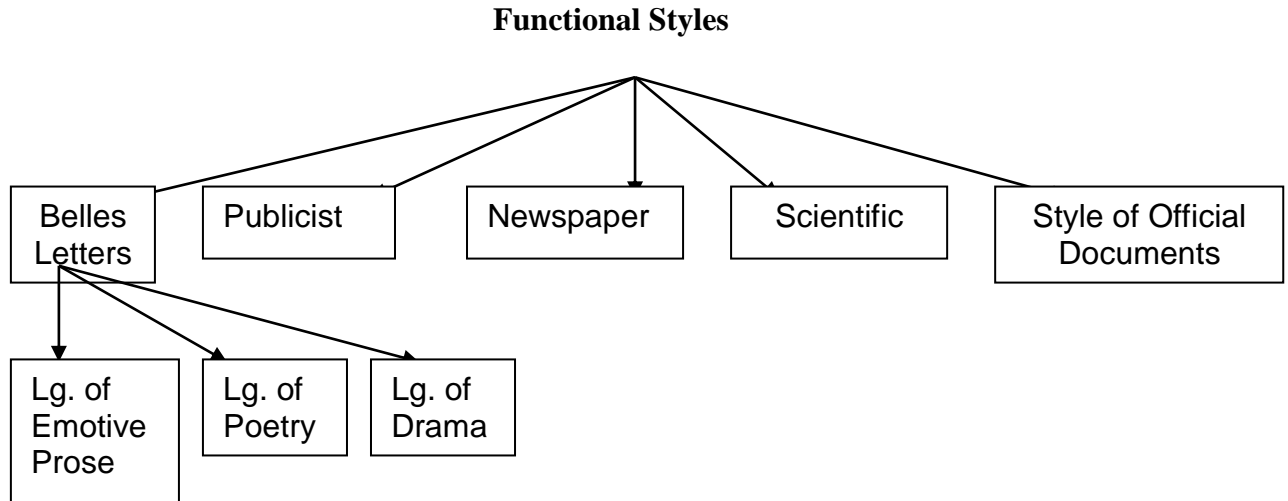 Functional Styles
Belles
Letters
Publicist
Newspaper
Scientific
Style of Official
Documents
Lg. of
Emotive
Prose
Lg. of
Poetry
Lg. of
Drama